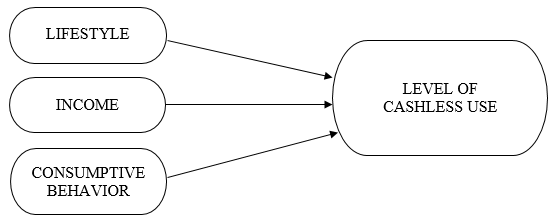 LIFESTYLE
INCOME
CONSUMPTIVE
BEHAVIOR
LEVEL OF
CASHLESS USE